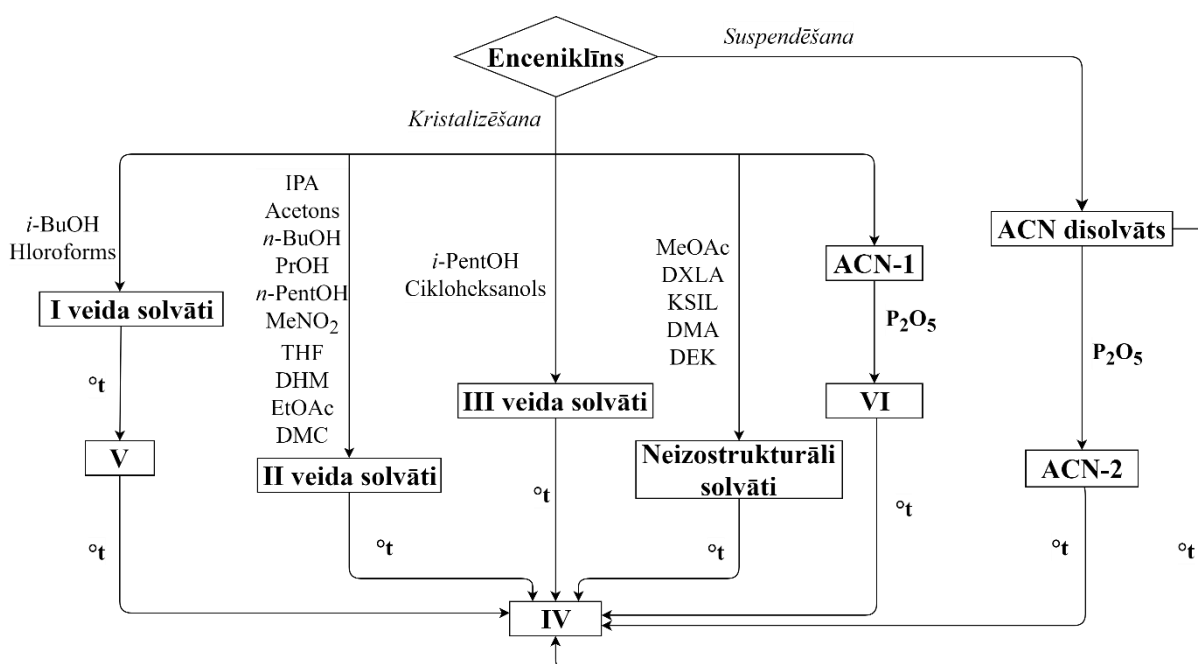 Suspendēšana
Enceniklīns
Kristalizēšana
i-BuOH
Hloroforms
I veida solvāti
°t
V
°t
IPA
Acetons
n-BuOH
PrOH
n-PentOH
MeNO2
THF
DHM
EtOAc
DMC
II veida solvāti
°t
i-PentOH
Ciklohcksanols
III veida solvāti
°t
MeOAc
DXLA
KSIL
DMA
DEK
Neizostrukturāli
solvāti
°t
ACN-1
P2O5
VI
°t
ACN disolvāts
P2O5
ACN-2
°t
°t
IV